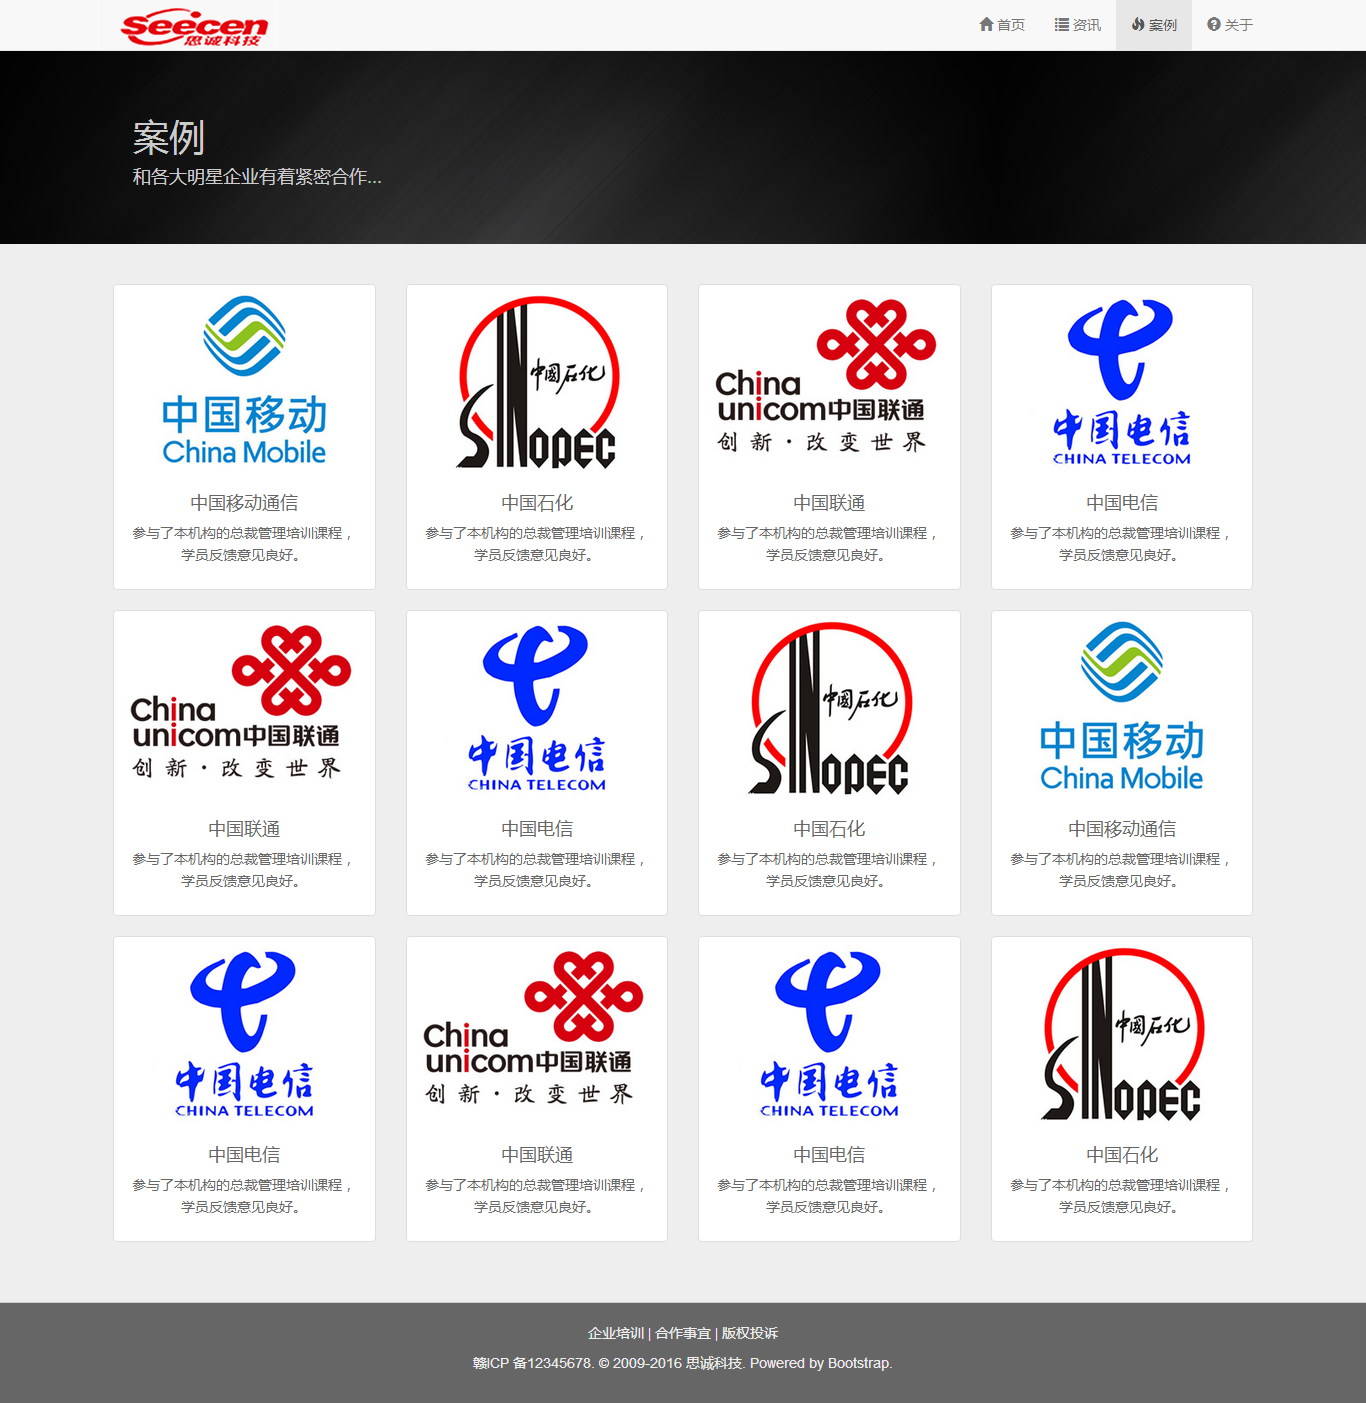 Seecen
思诚科技
首页
资讯
案例
关于
案例
和各大明星企业有着紧密合作...
中国移动
China Mobile
中国移动通信
参与了本机构的总裁管理培训课程，
学员反馈意见良好。
中国石化
SINOPEC
中国石化
参与了本机构的总裁管理培训课程，
学员反馈意见良好。
China
unicom中国联通
创新·改变世界
中国联通
参与了本机构的总裁管理培训课程，
学员反馈意见良好。
中国电信
CHINA TELECOM
中国电信
参与了本机构的总裁管理培训课程，
学员反馈意见良好。
China
unicom中国联通
创新·改变世界
中国联通
参与了本机构的总裁管理培训课程，
学员反馈意见良好。
中国电信
CHINA TELECOM
中国电信
参与了本机构的总裁管理培训课程，
学员反馈意见良好。
中国石化
SINOPEC
中国石化
参与了本机构的总裁管理培训课程，
学员反馈意见良好。
中国移动
China Mobile
中国移动通信
参与了本机构的总裁管理培训课程，
学员反馈意见良好。
中国电信
CHINA TELECOM
中国电信
参与了本机构的总裁管理培训课程，
学员反馈意见良好。
China
unicom中国联通
创新·改变世界
中国联通
参与了本机构的总裁管理培训课程，
学员反馈意见良好。
中国电信
CHINA TELECOM
中国电信
参与了本机构的总裁管理培训课程，
学员反馈意见良好。
中国石化
SINOPEC
中国石化
参与了本机构的总裁管理培训课程，
学员反馈意见良好。
企业培训 | 合作事宜 | 版权投诉
赣ICP 备12345678. © 2009-2016 思诚科技. Powered by Bootstrap.